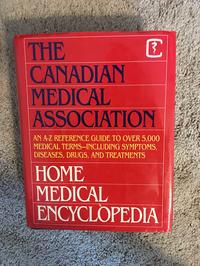 THE
CANADIAN
MEDICAL
ASSOCIATION
AN A-Z REFERENCE GUIDE TO OVER 5,000
MEDICAL TERMS—INCLUDING SYMPTOMS,
DISEASES, DRUGS, AND TREATMENTS
HOME
MEDICAL
ENCYCLOPEDIA